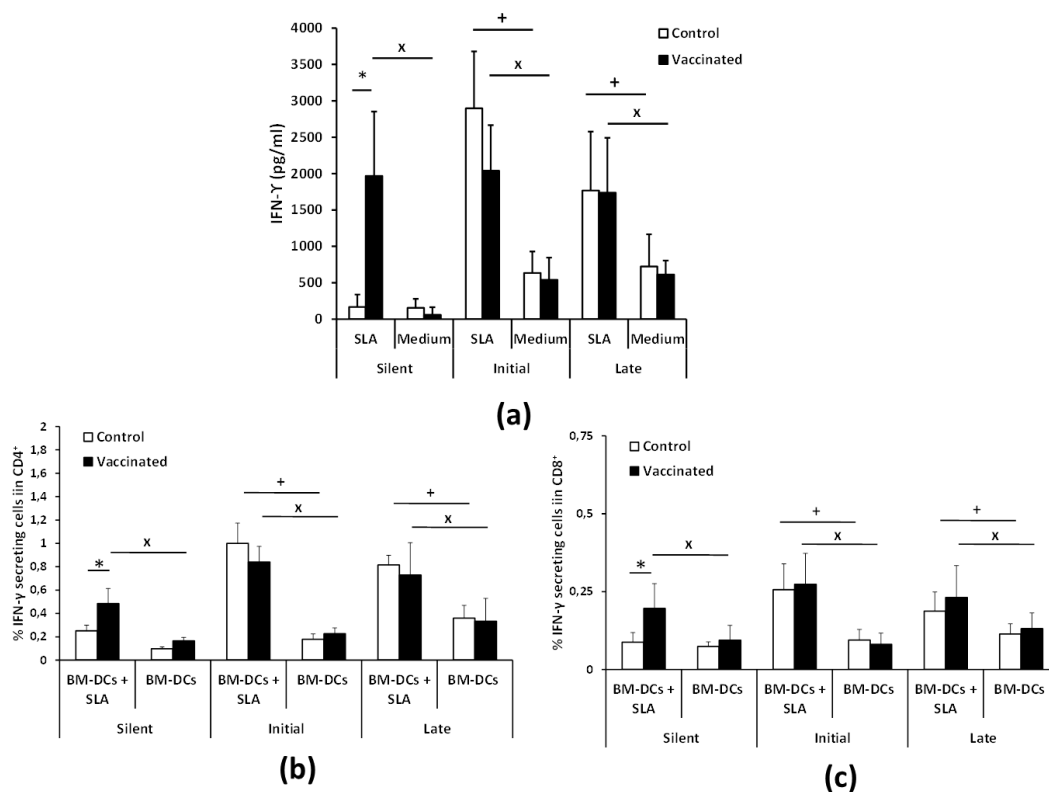 4000
3500
3000
2500
2000
1500
1000
500
0
IFN-ϒ (pg/ml)
Control
Vaccinated
*
x
+
x
+
x
SLA Medium SLA Medium SLA Medium
Silent Initial Late
(a)
2
1,8
1,6
1,4
1,2
1
0,8
0,6
0,4
0,2
0
% IFN-γ secreting cells iin CD4⁺
Control
Vaccinated
*
x
+
x
+
x
BM-DCs + SLA BM-DCs BM-DCs + SLA BM-DCs BM-DCs + SLA BM-DCs
Silent Initial Late
(b)
0,75
0,5
0,25
0
% IFN-γ secreting cells iin CD8⁺
Control
Vaccinated
*
x
+
x
+
x
BM-DCs + SLA BM-DCs BM-DCs + SLA BM-DCs BM-DCs + SLA BM-DCs
Silent Initial Late
(c)